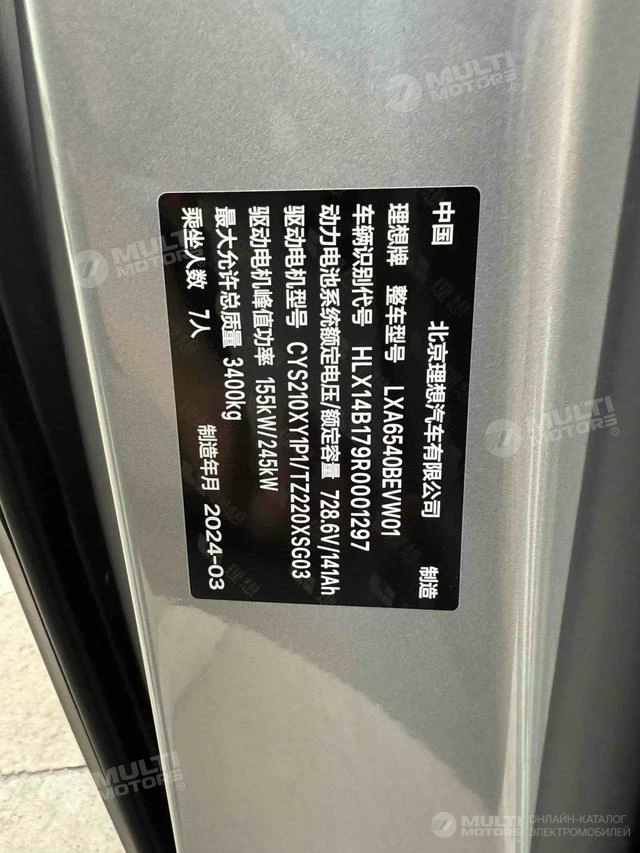 中国 北京理想汽车有限公司 制造
理想牌 整车型号 LXA6540BEVW01
车辆识别代号 HLX14B179R0001297
动力电池系统额定电压/额定容量 728.6V/141Ah
驱动电机型号 CYS210XY1P1/TZ220XSG03
驱动电机峰值功率 155kW/245kW
最大允许总质量 3400kg 制造年月 2024-03
乘坐人数 7人
理想
MULTI
MOTORS
MULTI
MOTORS
MULTI
MOTORS
MULTI
MOTORS
MULTI
MOTORS
ОНЛАЙН-КАТАЛОГ
ЭЛЕКТРОМОБИЛЕЙ